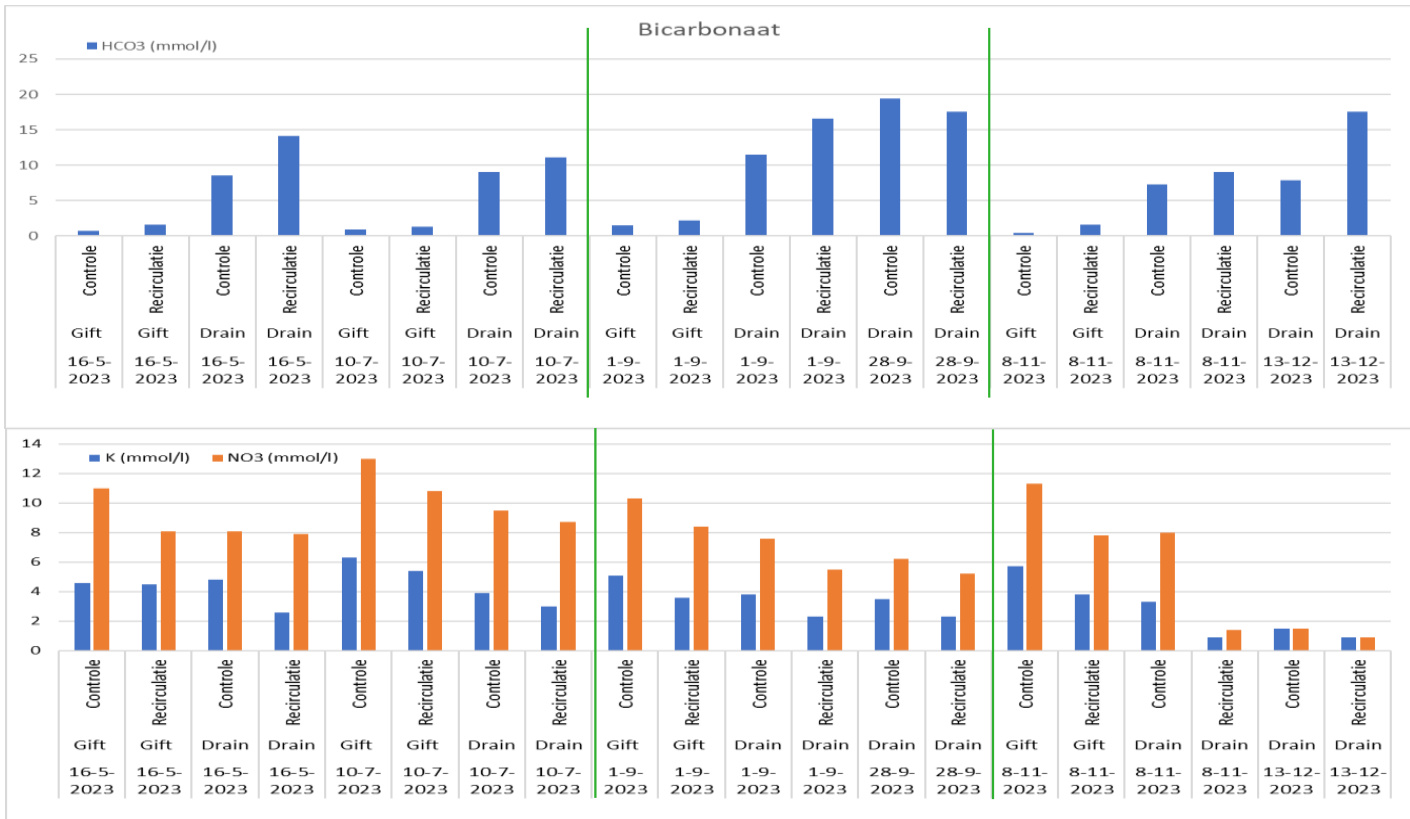 Bicarbonaat
HCO3 (mmol/l)
25
20
15
10
5
0
Controle Recirculatie Controle Recirculatie Controle Recirculatie Controle Recirculatie Controle Recirculatie Controle Recirculatie Controle Recirculatie Controle Recirculatie Controle Recirculatie Controle Recirculatie
Gift Gift Drain Drain Gift Gift Drain Drain Gift Gift Drain Drain Drain Drain Gift Gift Drain Drain Drain Drain
16-5- 16-5- 16-5- 16-5- 10-7- 10-7- 10-7- 10-7- 1-9- 1-9- 1-9- 1-9- 28-9- 28-9- 8-11- 8-11- 8-11- 8-11- 13-12- 13-12-
2023 2023 2023 2023 2023 2023 2023 2023 2023 2023 2023 2023 2023 2023 2023 2023 2023 2023 2023 2023
14
K (mmol/l) NO3 (mmol/l)
12
10
8
6
4
2
0
Controle Recirculatie Controle Recirculatie Controle Recirculatie Controle Recirculatie Controle Recirculatie Controle Recirculatie Controle Recirculatie Controle Recirculatie Controle Recirculatie Controle Recirculatie
Gift Gift Drain Drain Gift Gift Drain Drain Gift Gift Drain Drain Drain Drain Gift Gift Drain Drain Drain Drain
16-5- 16-5- 16-5- 16-5- 10-7- 10-7- 10-7- 10-7- 1-9- 1-9- 1-9- 1-9- 28-9- 28-9- 8-11- 8-11- 8-11- 8-11- 13-12- 13-12-
2023 2023 2023 2023 2023 2023 2023 2023 2023 2023 2023 2023 2023 2023 2023 2023 2023 2023 2023 2023